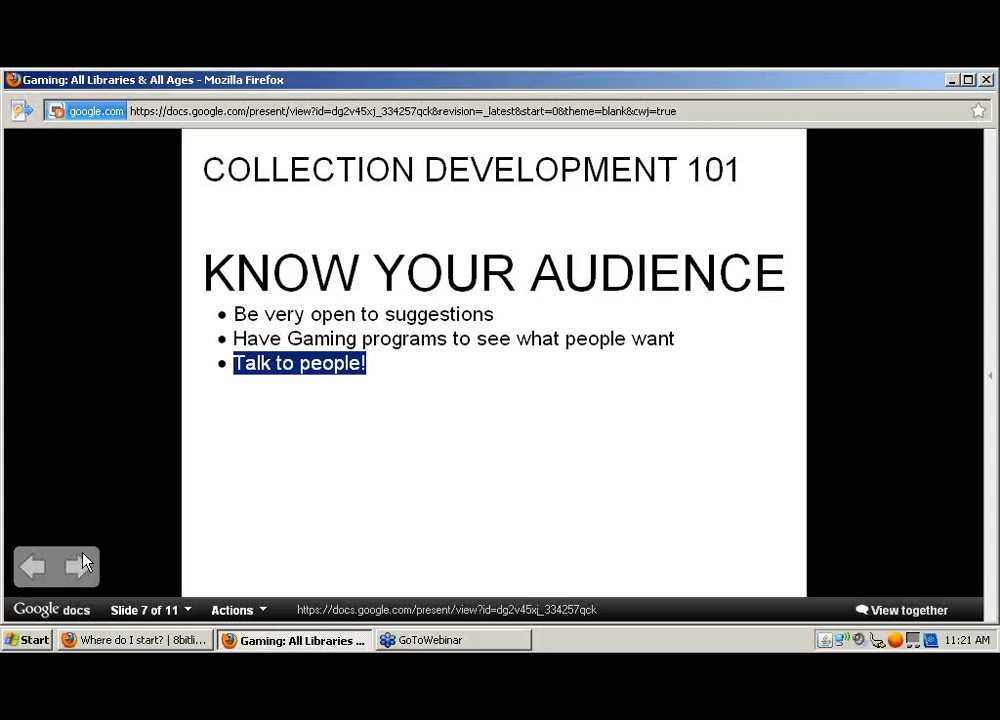 Gaming: All Libraries & All Ages - Mozilla Firefox
google.com https://docs.google.com/present/view?id=dg2v45xj_334257qck&revision=_latest&start=0&theme=blank&cwj=true
COLLECTION DEVELOPMENT 101
KNOW YOUR AUDIENCE
• Be very open to suggestions
• Have Gaming programs to see what people want
• Talk to people!
Google docs Slide 7 of 11 Actions https://docs.google.com/present/view?id=dg2v45xj_334257qck View together
Start Where do I start? | 8bitli... Gaming: All Libraries ... GoToWebinar 11:21 AM